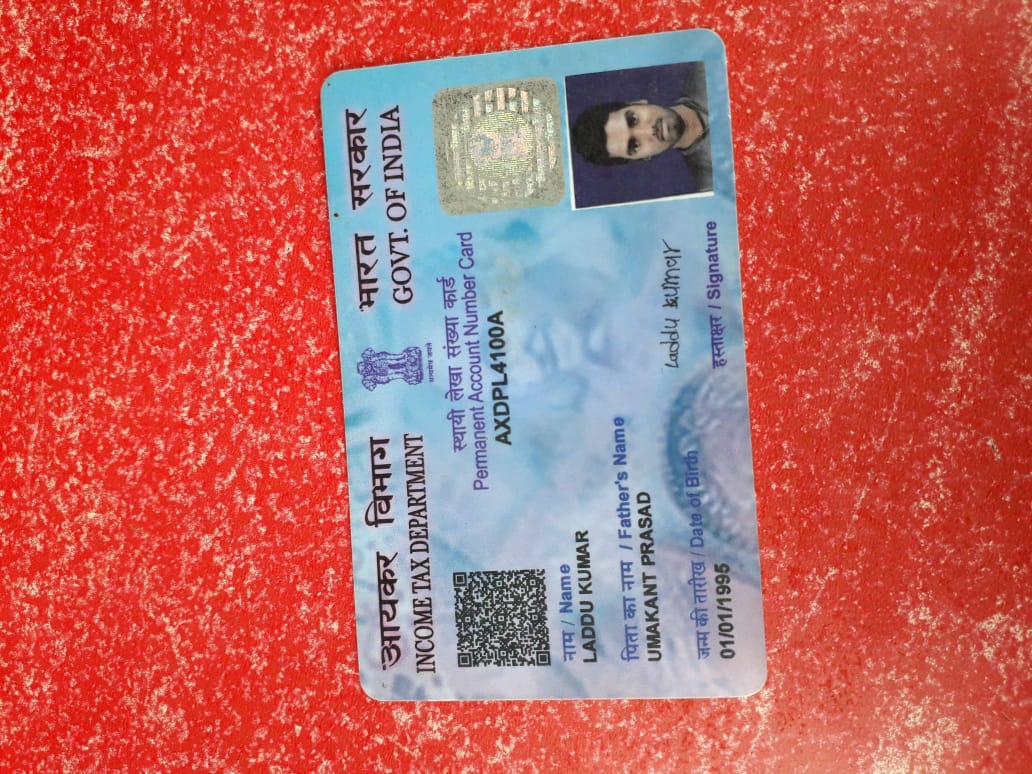 आयकर विभाग
INCOME TAX DEPARTMENT
सत्यमेव जयते
भारत सरकार
GOVT. OF INDIA
स्थायी लेखा संख्या कार्ड
Permanent Account Number Card
AXDPL4100A
नाम / Name
LADDU KUMAR
पिता का नाम / Father's Name
UMAKANT PRASAD
जन्म की तारीख / Date of Birth
01/01/1995
Laddu Kumar
हस्ताक्षर / Signature